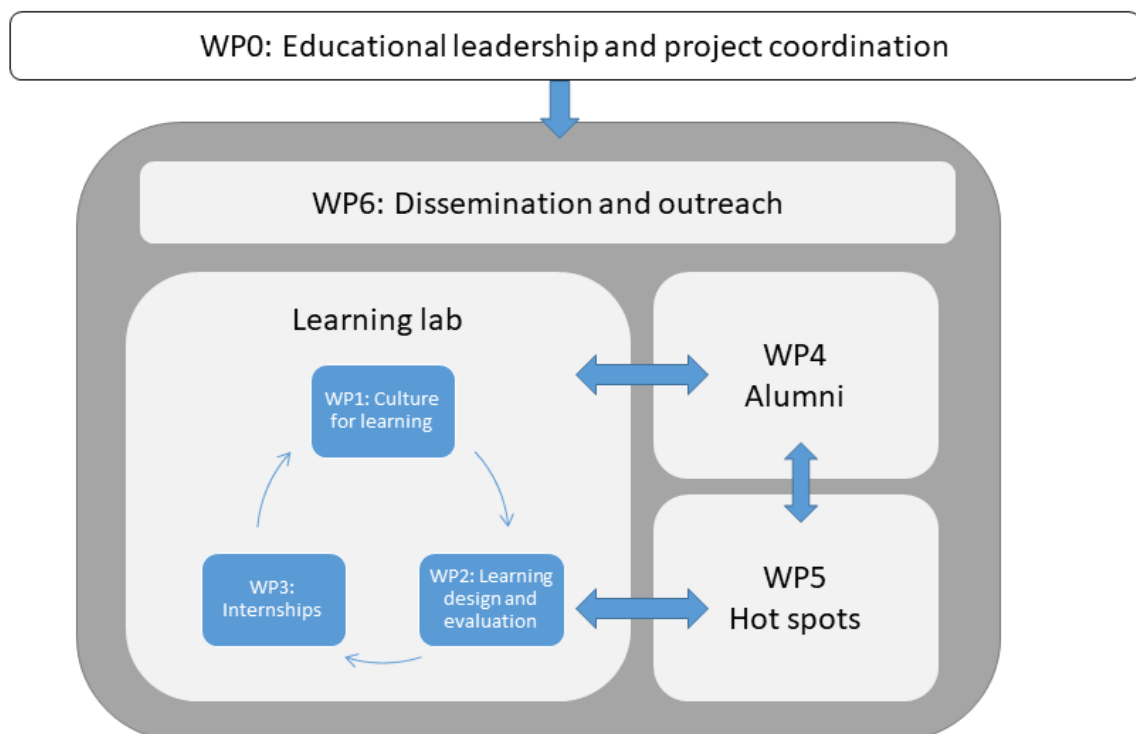 WP0: Educational leadership and project coordination
WP6: Dissemination and outreach
Learning lab
WP1: Culture
for learning
WP3:
Internships
WP2: Learning
design and
evaluation
WP4
Alumni
WP5
Hot spots